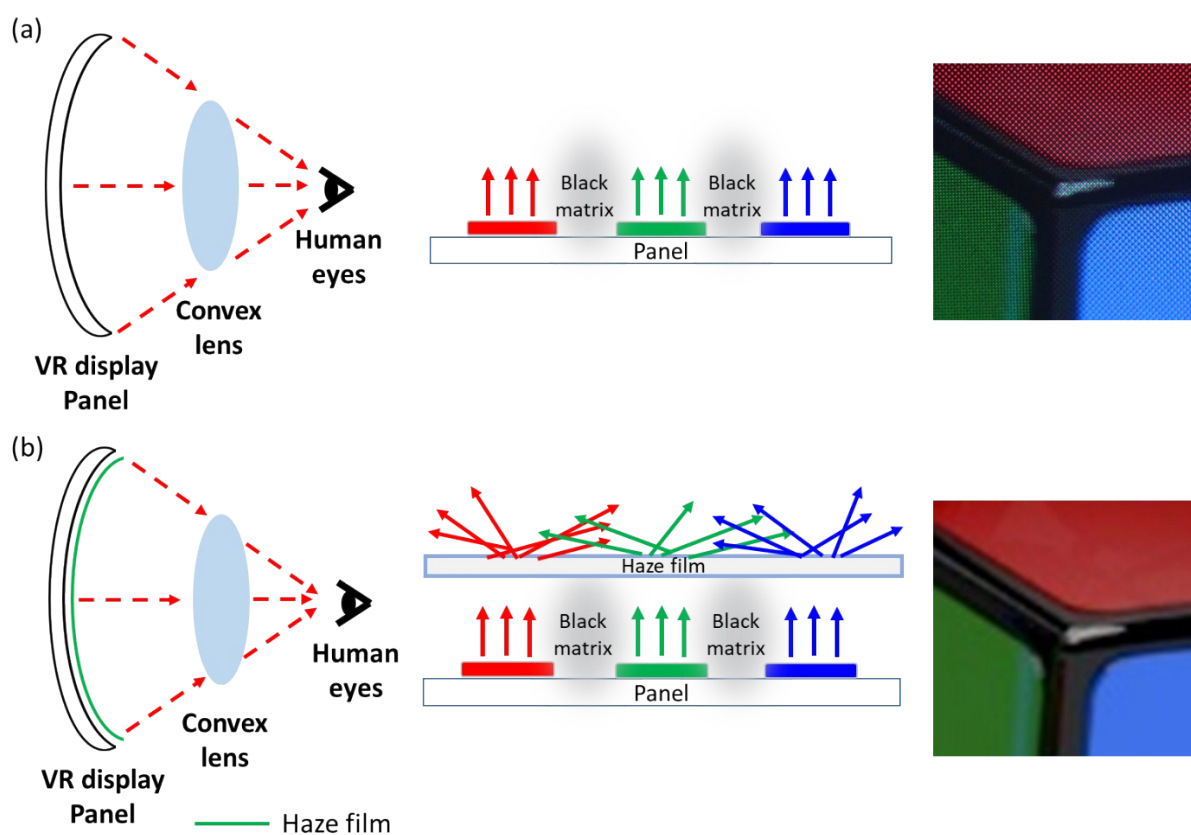 (a)
VR display
Panel
Convex
lens
Human
eyes
Black
matrix
Black
matrix
Panel
(b)
VR display
Panel
Convex
lens
Human
eyes
Haze film
Black
matrix
Black
matrix
Panel
Haze film